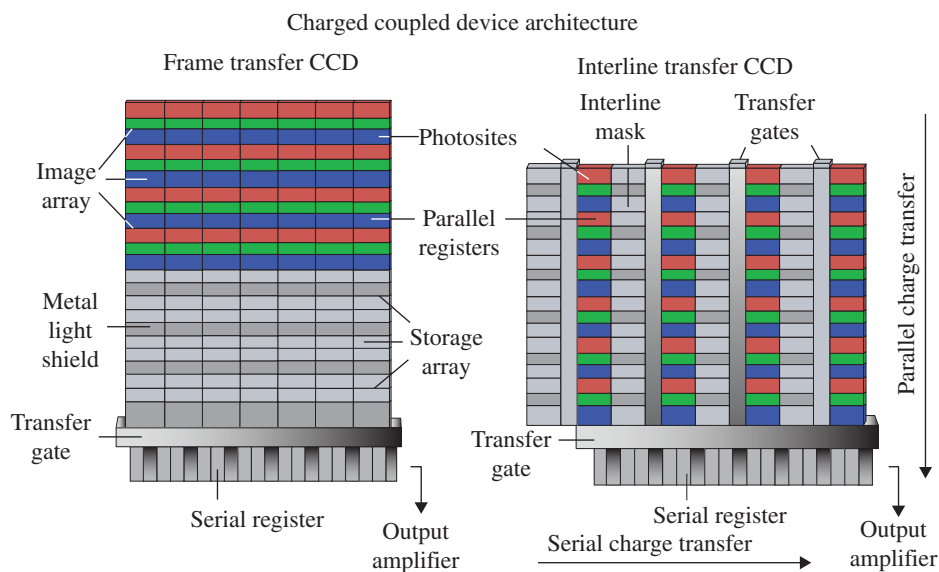 Charged coupled device architecture
Frame transfer CCD
Interline transfer CCD
Interline
mask
Transfer
gates
Photosites
Image
array
Parallel
registers
Metal
light
shield
Storage
array
Transfer
gate
Serial register
Output
amplifier
Transfer
gate
Serial register
Serial charge transfer
Output
amplifier
Parallel charge transfer